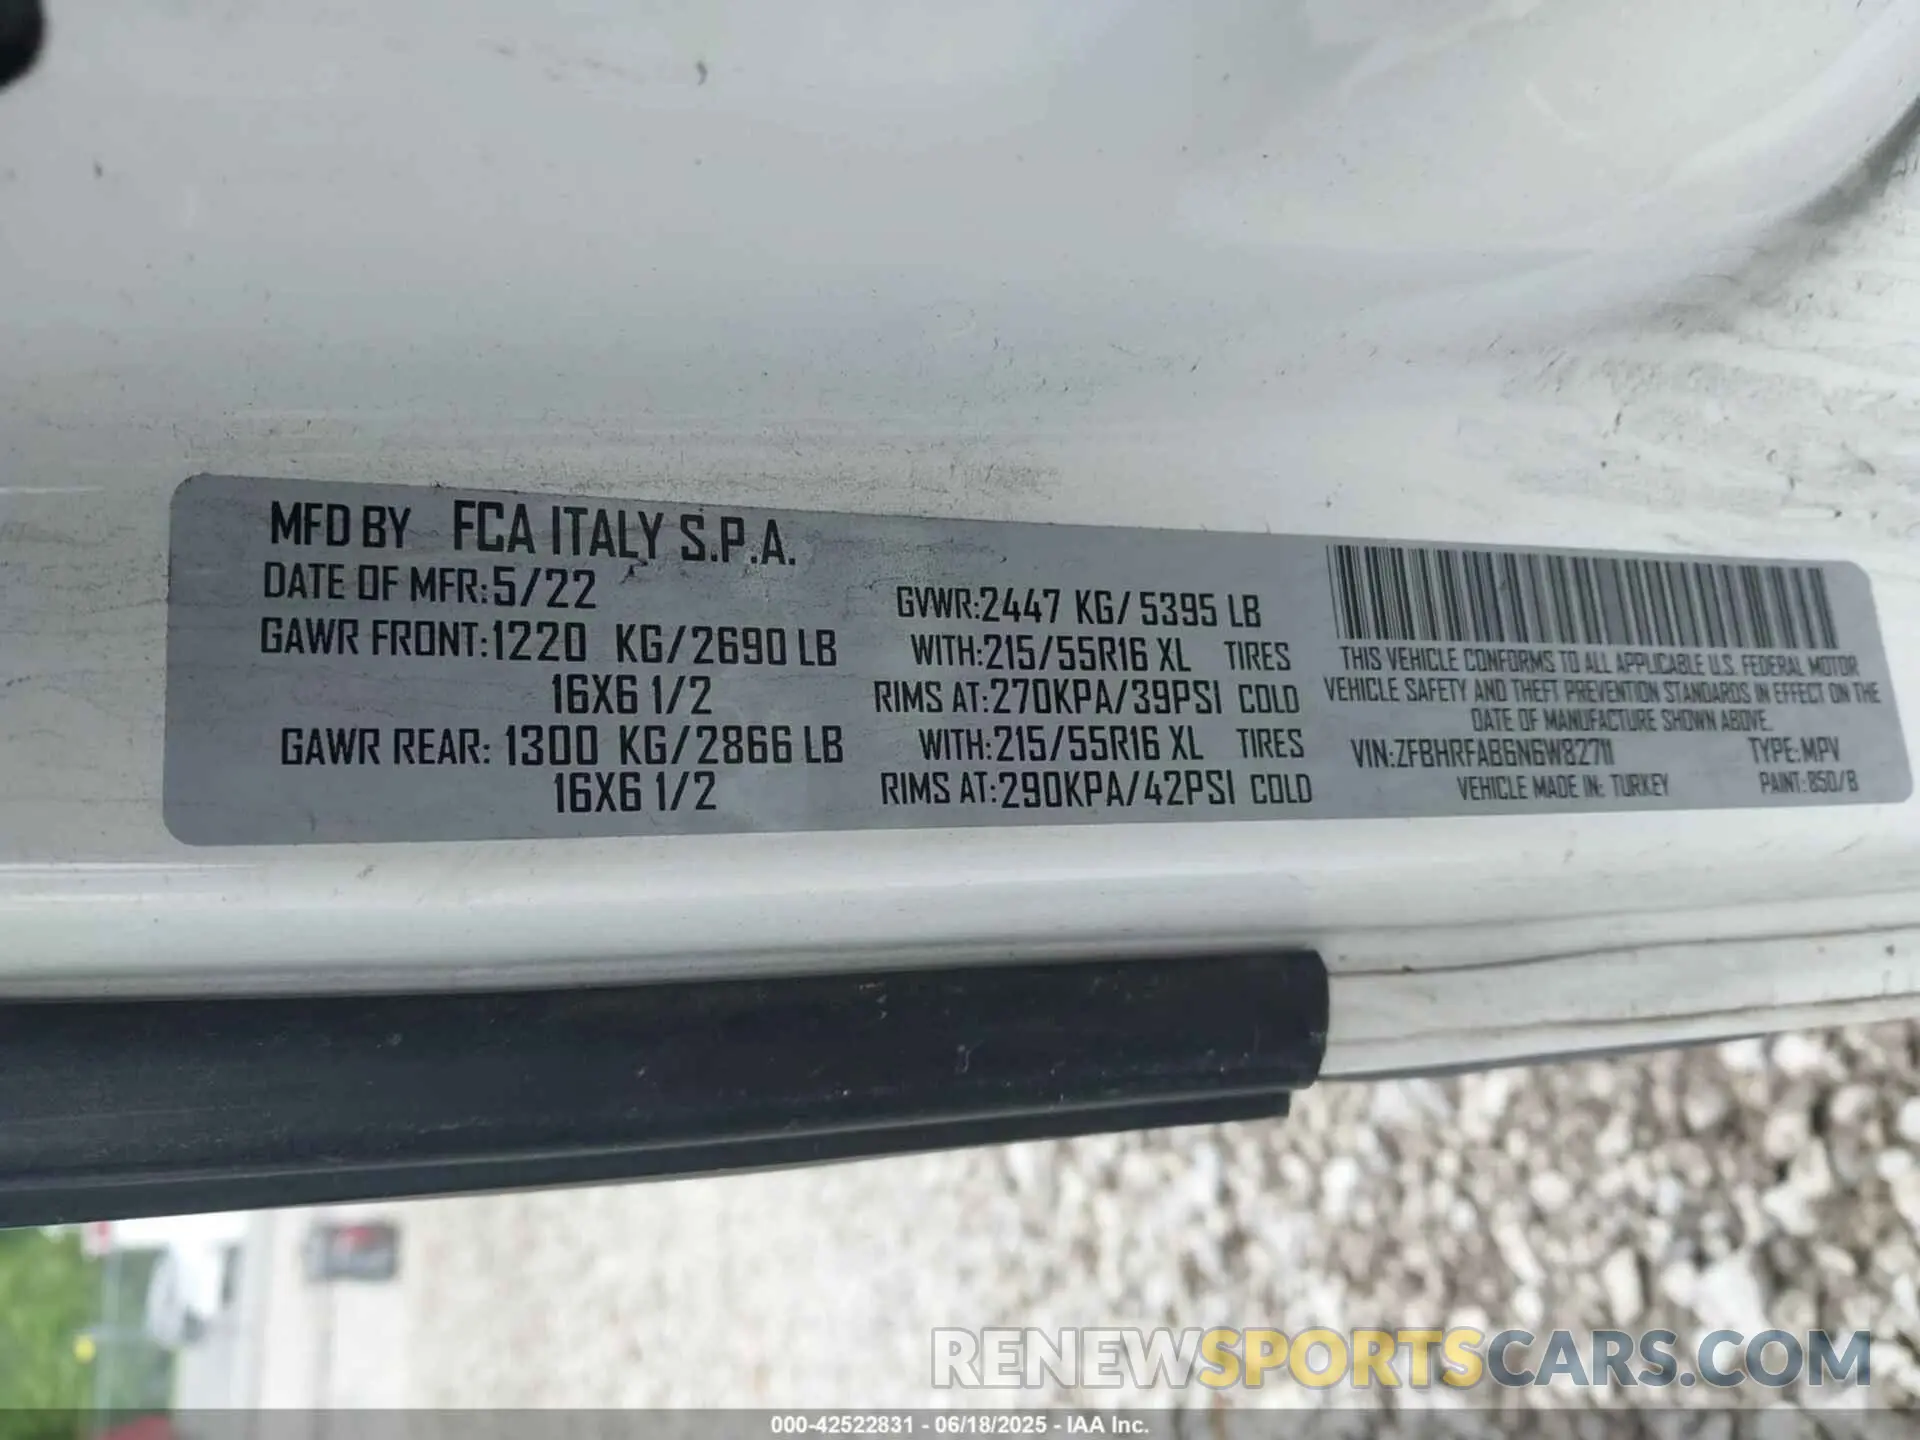 MFD BY FCA ITALY S.P.A.
DATE OF MFR:5/22
GAWR FRONT:1220 KG/2690 LB
16X6 1/2
GAWR REAR: 1300 KG/2866 LB
16X6 1/2
GVWR:2447 KG/5395 LB
WITH:215/55R16 XL TIRES
RIMS AT:270KPA/39PSI COLD
WITH:215/55R16 XL TIRES
RIMS AT:290KPA/42PSI COLD
THIS VEHICLE CONFORMS TO ALL APPLICABLE U.S. FEDERAL MOTOR
VEHICLE SAFETY AND THEFT PREVENTION STANDARDS IN EFFECT ON THE
DATE OF MANUFACTURE SHOWN ABOVE.
VIN:ZFBHRFAB6N6W82711 TYPE:MPV
VEHICLE MADE IN: TURKEY PAINT:850/B
RENEWSPORTSCARS.COM
000-42522831 - 06/18/2025 - IAA Inc.